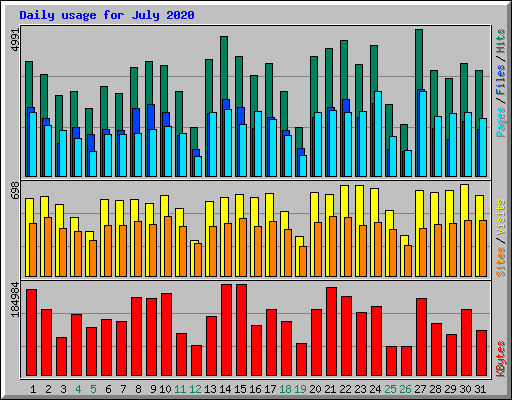 Daily usage for July 2020
4991
Pages / Files / Hits
698
Sites / Visits
184984
KBytes
1 2 3 4 5 6 7 8 9 10 11 12 13 14 15 16 17 18 19 20 21 22 23 24 25 26 27 28 29 30 31